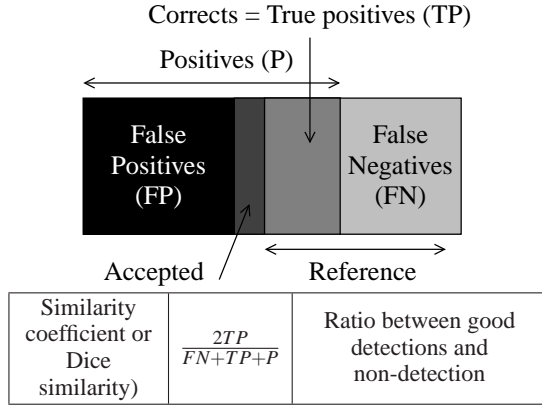 Corrects = True positives (TP)
Positives (P)
False
Positives
(FP)
False
Negatives
(FN)
Accepted
Reference
Similarity
coefficient or
Dice
similarity)
2TP
FN+TP+P
Ratio between good
detections and
non-detection